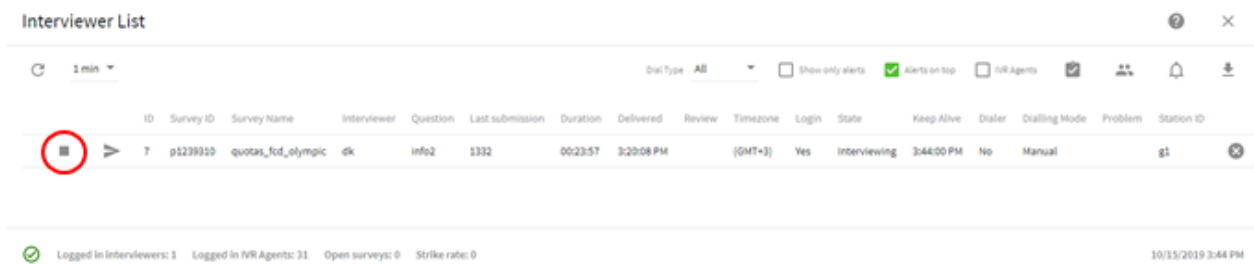 Interviewer List
1 min Dial Type All Show only alerts Alerts on top IVR Agents
ID Survey ID Survey Name Interviewer Question Last submission Duration Delivered Review Timezone Login State Keep Alive Dialer Dialling Mode Problem Station ID
7 p1239310 quotas_fcd_olympic dk info2 1332 00:23:57 3:20:08 PM (GMT+3) Yes Interviewing 3:44:00 PM No Manual g1
Logged in interviewers: 1 Logged in IVR Agents: 31 Open surveys: 0 Strike rate: 0 10/15/2019 3:44 PM